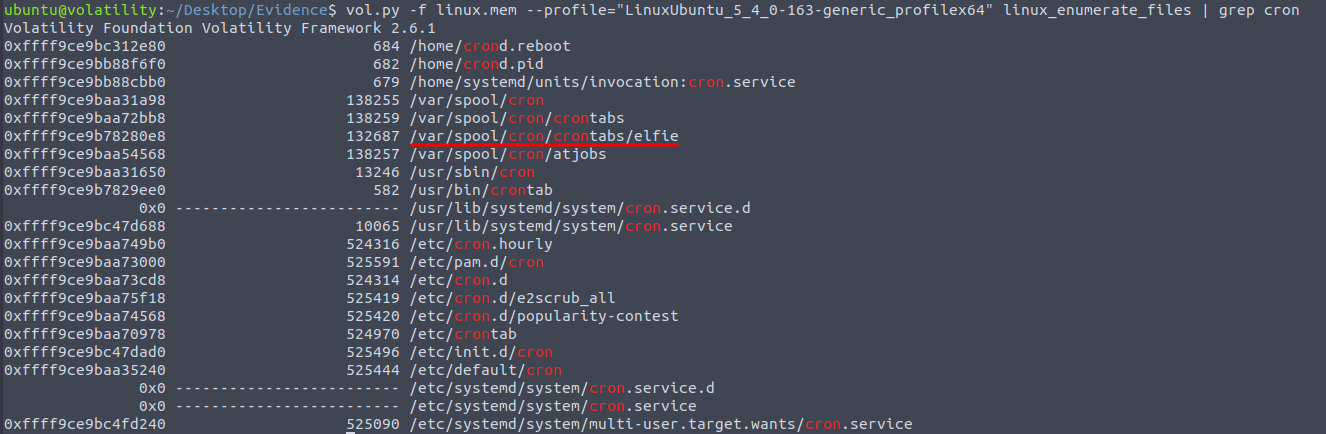 ubuntu@volatility:~/Desktop/Evidence$ vol.py -f linux.mem --profile="LinuxUbuntu_5_4_0-163-generic_profilex64" linux_enumerate_files | grep cron
Volatility Foundation Volatility Framework 2.6.1
0xffff9ce9bc312e80 684 /home/crond.reboot
0xffff9ce9bb88f6f0 682 /home/crond.pid
0xffff9ce9bb88cbb0 679 /home/systemd/units/invocation:cron.service
0xffff9ce9baa31a98 138255 /var/spool/cron
0xffff9ce9baa72bb8 138259 /var/spool/cron/crontabs
0xffff9ce9b78280e8 132687 /var/spool/cron/crontabs/elfie
0xffff9ce9baa54568 138257 /var/spool/cron/atjobs
0xffff9ce9baa31650 13246 /usr/sbin/cron
0xffff9ce9b7829ee0 582 /usr/bin/crontab
0x0 ------------------------- /usr/lib/systemd/system/cron.service.d
0xffff9ce9bc47d688 10065 /usr/lib/systemd/system/cron.service
0xffff9ce9baa749b0 524316 /etc/cron.hourly
0xffff9ce9baa73000 525591 /etc/pam.d/cron
0xffff9ce9baa73cd8 524314 /etc/cron.d
0xffff9ce9baa75f18 525419 /etc/cron.d/e2scrub_all
0xffff9ce9baa74568 525420 /etc/cron.d/popularity-contest
0xffff9ce9baa70978 524970 /etc/crontab
0xffff9ce9bc47dad0 525496 /etc/init.d/cron
0xffff9ce9baa35240 525444 /etc/default/cron
0x0 ------------------------- /etc/systemd/system/cron.service.d
0x0 ------------------------- /etc/systemd/system/cron.service
0xffff9ce9bc4fd240 525090 /etc/systemd/system/multi-user.target.wants/cron.service